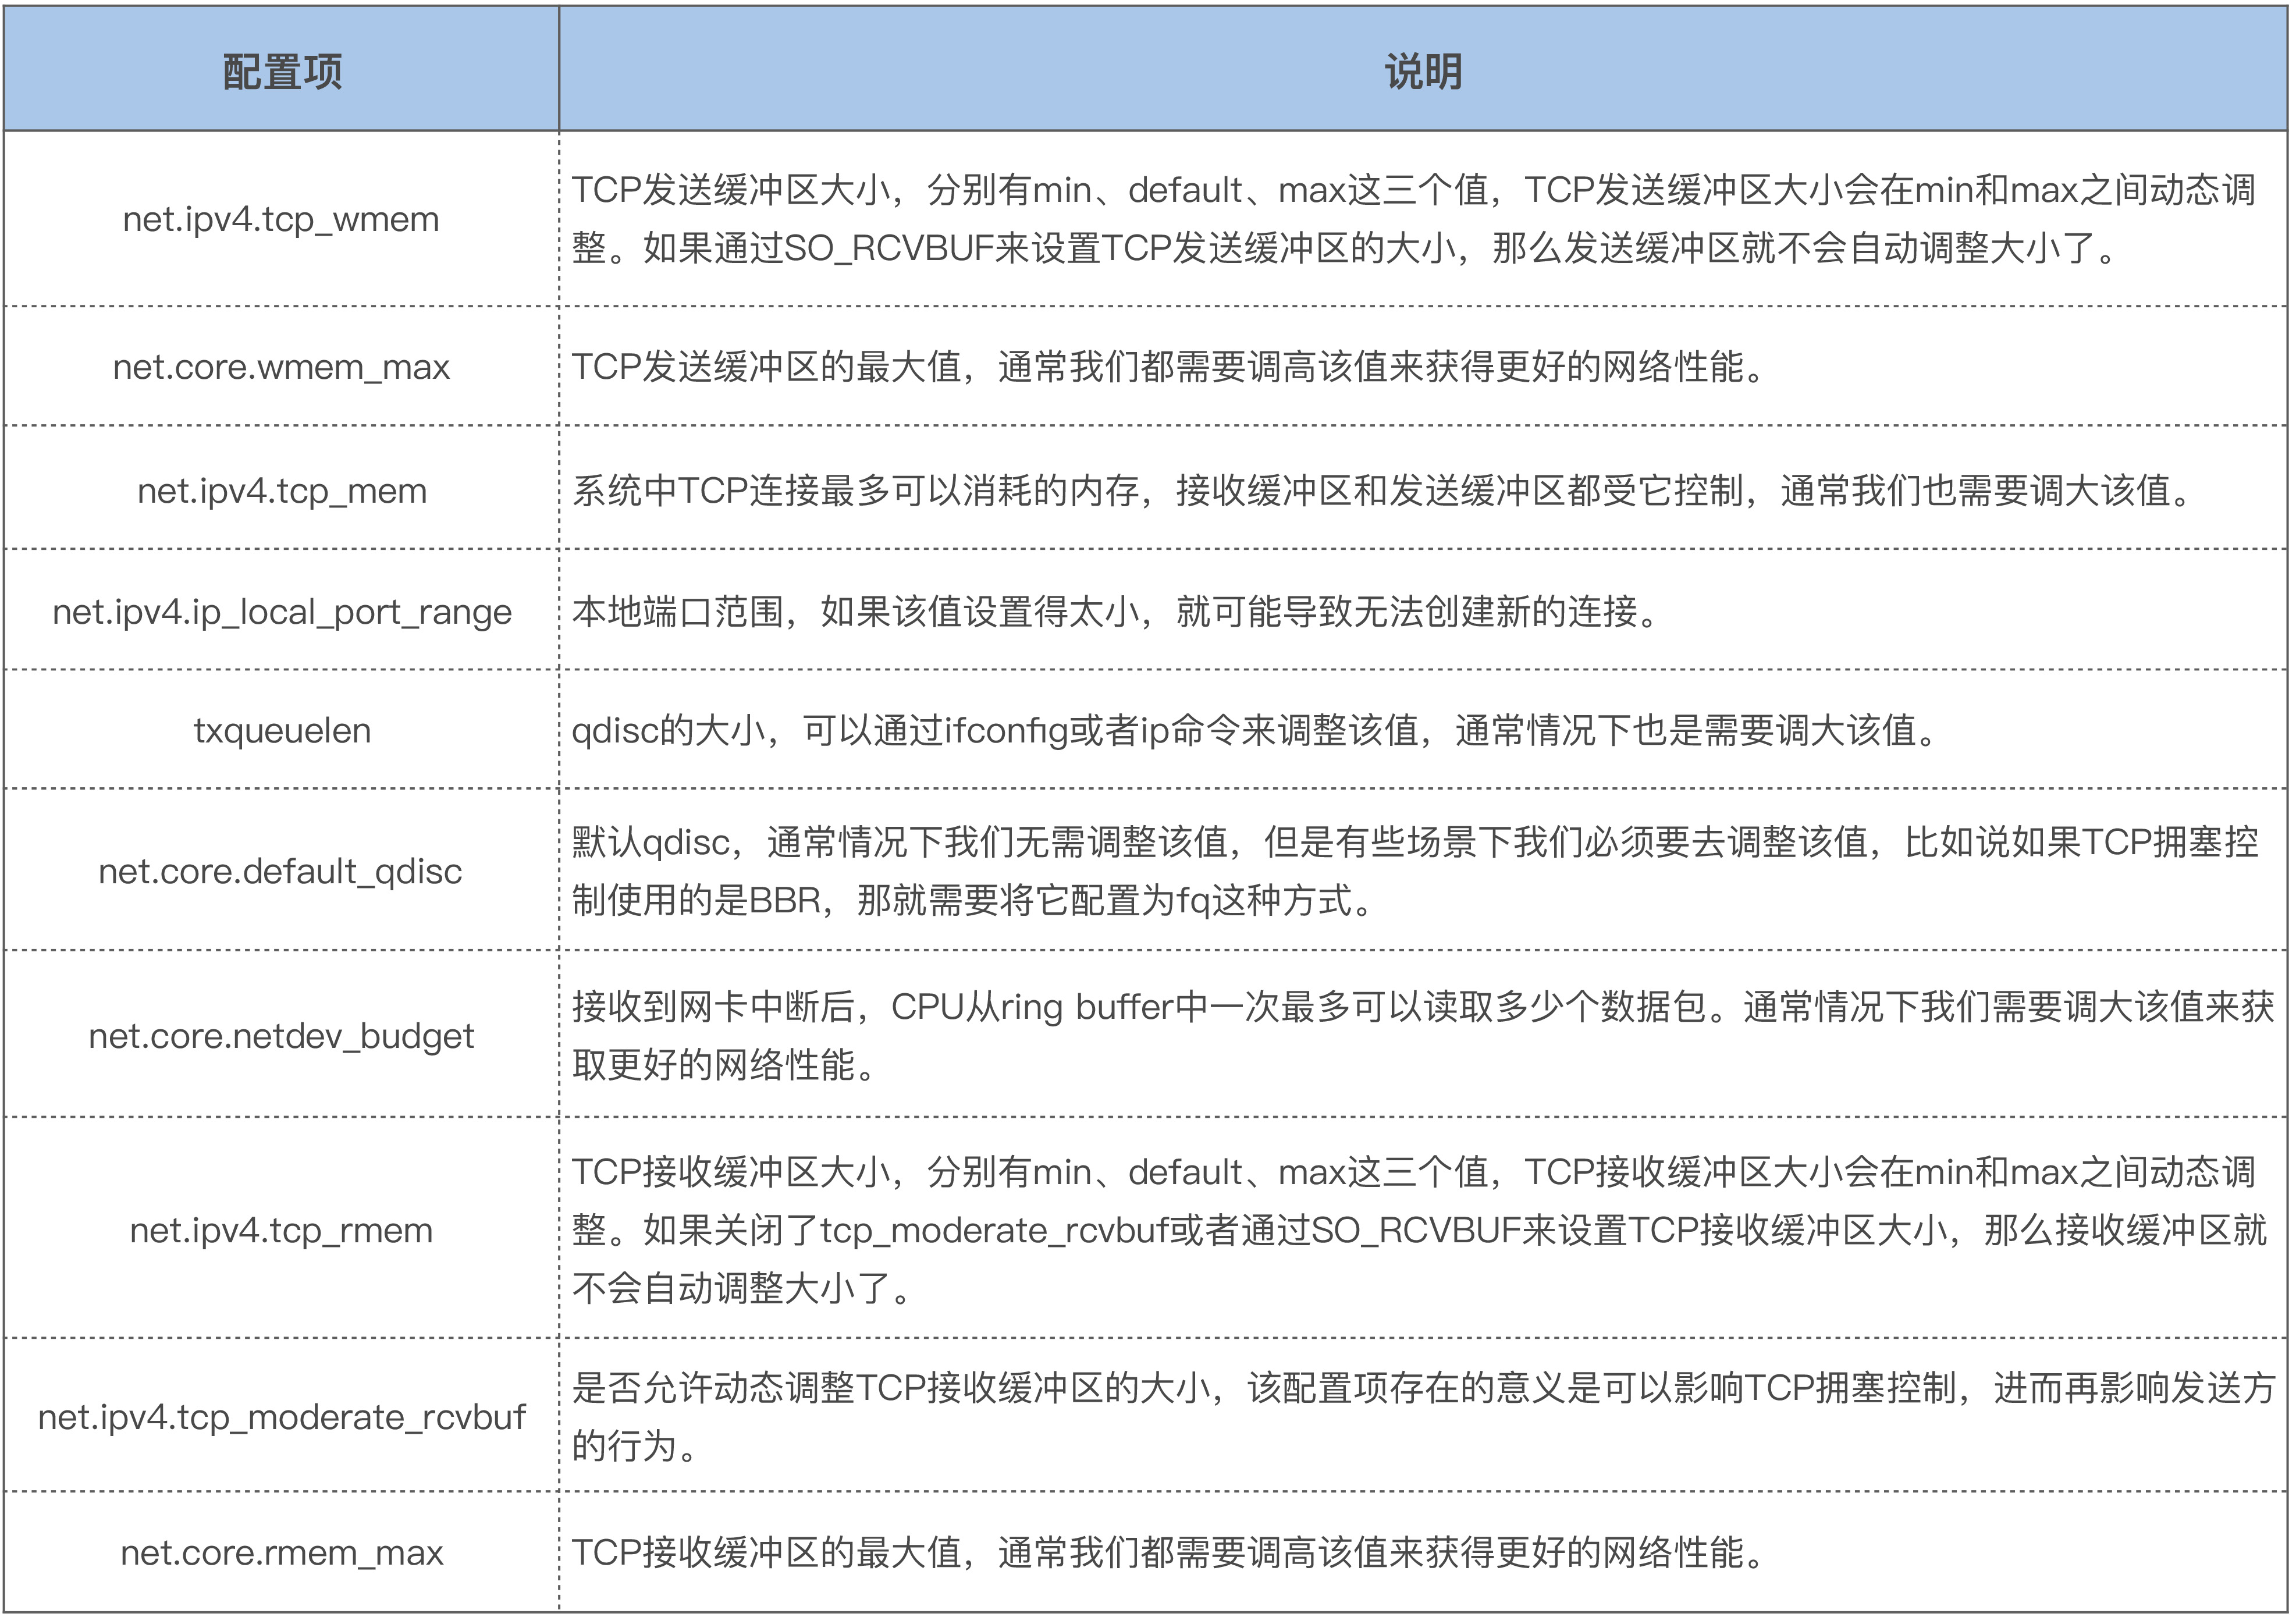 配置项
说明
net.ipv4.tcp_wmem
TCP发送缓冲区大小，分别有min、default、max这三个值，TCP发送缓冲区大小会在min和max之间动态调
整。如果通过SO_RCVBUF来设置TCP发送缓冲区的大小，那么发送缓冲区就不会自动调整大小了。
net.core.wmem_max
TCP发送缓冲区的最大值，通常我们都需要调高该值来获得更好的网络性能。
net.ipv4.tcp_mem
系统中TCP连接最多可以消耗的内存，接收缓冲区和发送缓冲区都受它控制，通常我们也需要调大该值。
net.ipv4.ip_local_port_range
本地端口范围，如果该值设置得太小，就可能导致无法创建新的连接。
txqueuelen
qdisc的大小，可以通过ifconfig或者ip命令来调整该值，通常情况下也是需要调大该值。
net.core.default_qdisc
默认qdisc，通常情况下我们无需调整该值，但是有些场景下我们必须要去调整该值，比如说如果TCP拥塞控
制使用的是BBR，那就需要将它配置为fq这种方式。
net.core.netdev_budget
接收到网卡中断后，CPU从ring buffer中一次最多可以读取多少个数据包。通常情况下我们需要调大该值来获
取更好的网络性能。
net.ipv4.tcp_rmem
TCP接收缓冲区大小，分别有min、default、max这三个值，TCP接收缓冲区大小会在min和max之间动态调
整。如果关闭了tcp_moderate_rcvbuf或者通过SO_RCVBUF来设置TCP接收缓冲区大小，那么接收缓冲区就
不会自动调整大小了。
net.ipv4.tcp_moderate_rcvbuf
是否允许动态调整TCP接收缓冲区的大小，该配置项存在的意义是可以影响TCP拥塞控制，进而再影响发送方
的行为。
net.core.rmem_max
TCP接收缓冲区的最大值，通常我们都需要调高该值来获得更好的网络性能。